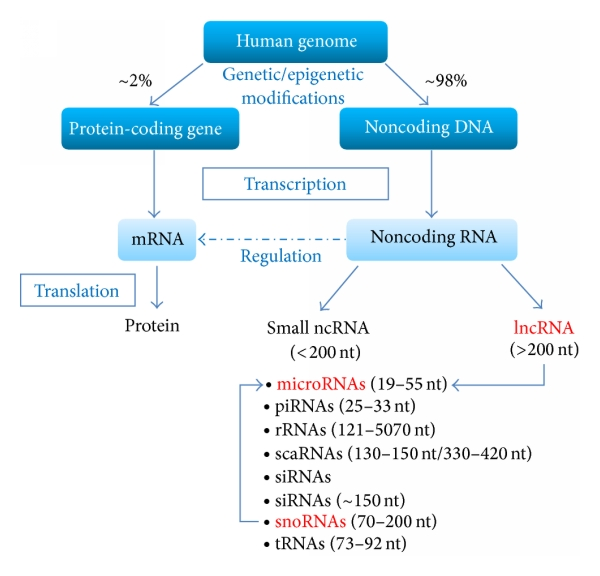 Human genome
~2%
Genetic/epigenetic
modifications
~98%
Protein-coding gene
Noncoding DNA
Transcription
mRNA
Noncoding RNA
Regulation
Translation
Protein
Small ncRNA
(<200 nt)
lncRNA
(>200 nt)
• microRNAs (19–55 nt)
• piRNAs (25–33 nt)
• rRNAs (121–5070 nt)
• scaRNAs (130–150 nt/330–420 nt)
• siRNAs
• siRNAs (~150 nt)
• snoRNAs (70–200 nt)
• tRNAs (73–92 nt)